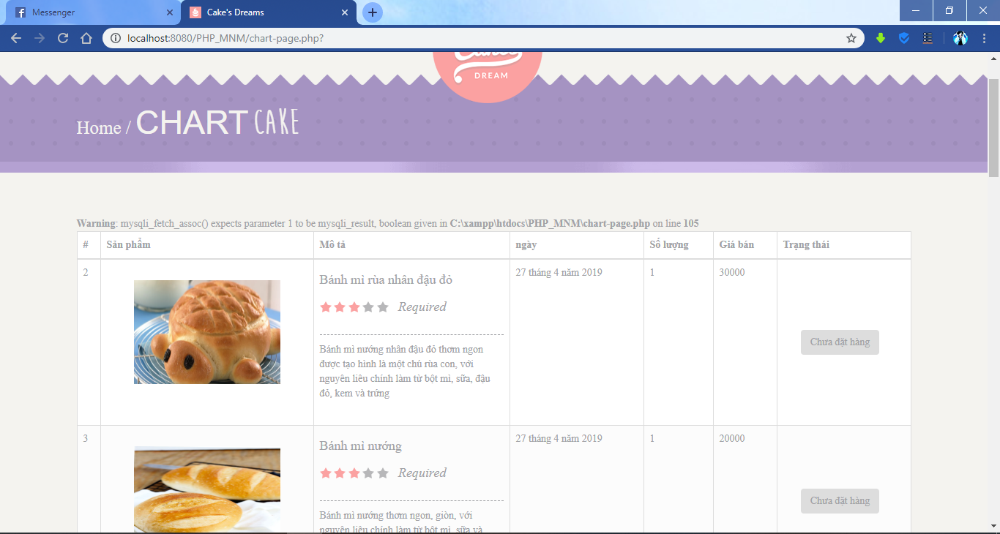 Messenger
Cake's Dreams
localhost:8080/PHP_MNM/chart-page.php?
DREAM
Home / CHART CAKE
Warning: mysqli_fetch_assoc() expects parameter 1 to be mysqli_result, boolean given in C:\xampp\htdocs\PHP_MNM\chart-page.php on line 105
# Sản phẩm Mô tả ngày Số lượng Giá bán Trạng thái
2 Bánh mì rùa nhân đậu đỏ 27 tháng 4 năm 2019 1 30000
Required
Chưa đặt hàng
Bánh mì nướng nhân đậu đỏ thơm ngon
được tạo hình là một chú rùa con, với
nguyên liêu chính làm từ bột mì, sữa, đậu
đỏ, kem và trứng
3 Bánh mì nướng 27 tháng 4 năm 2019 1 20000
Required
Chưa đặt hàng
Bánh mì nướng thơm ngon, giòn, với
nguyên liêu chính làm từ bột mì, sữa và